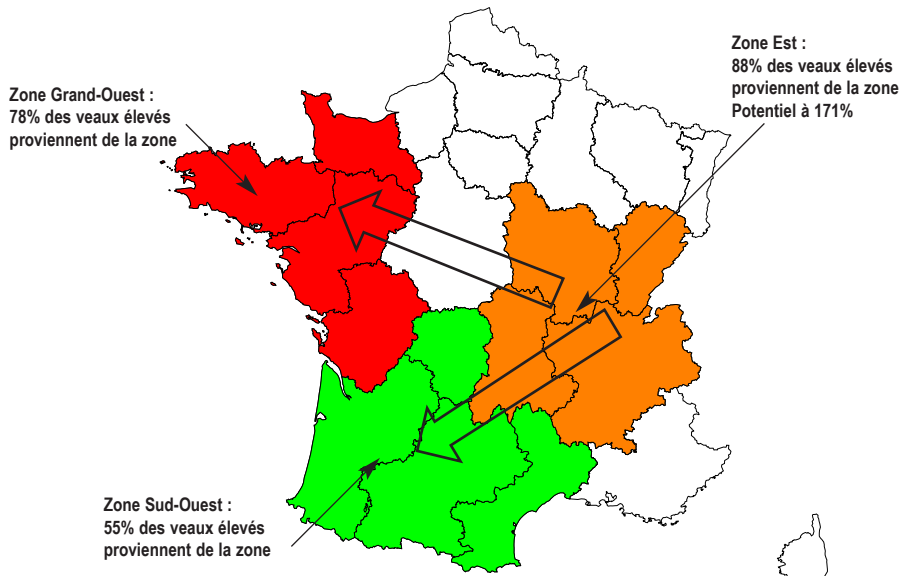 Zone Est :
88% des veaux élevés
proviennent de la zone
Potentiel à 171%
Zone Grand-Ouest :
78% des veaux élevés
proviennent de la zone
Zone Sud-Ouest :
55% des veaux élevés
proviennent de la zone